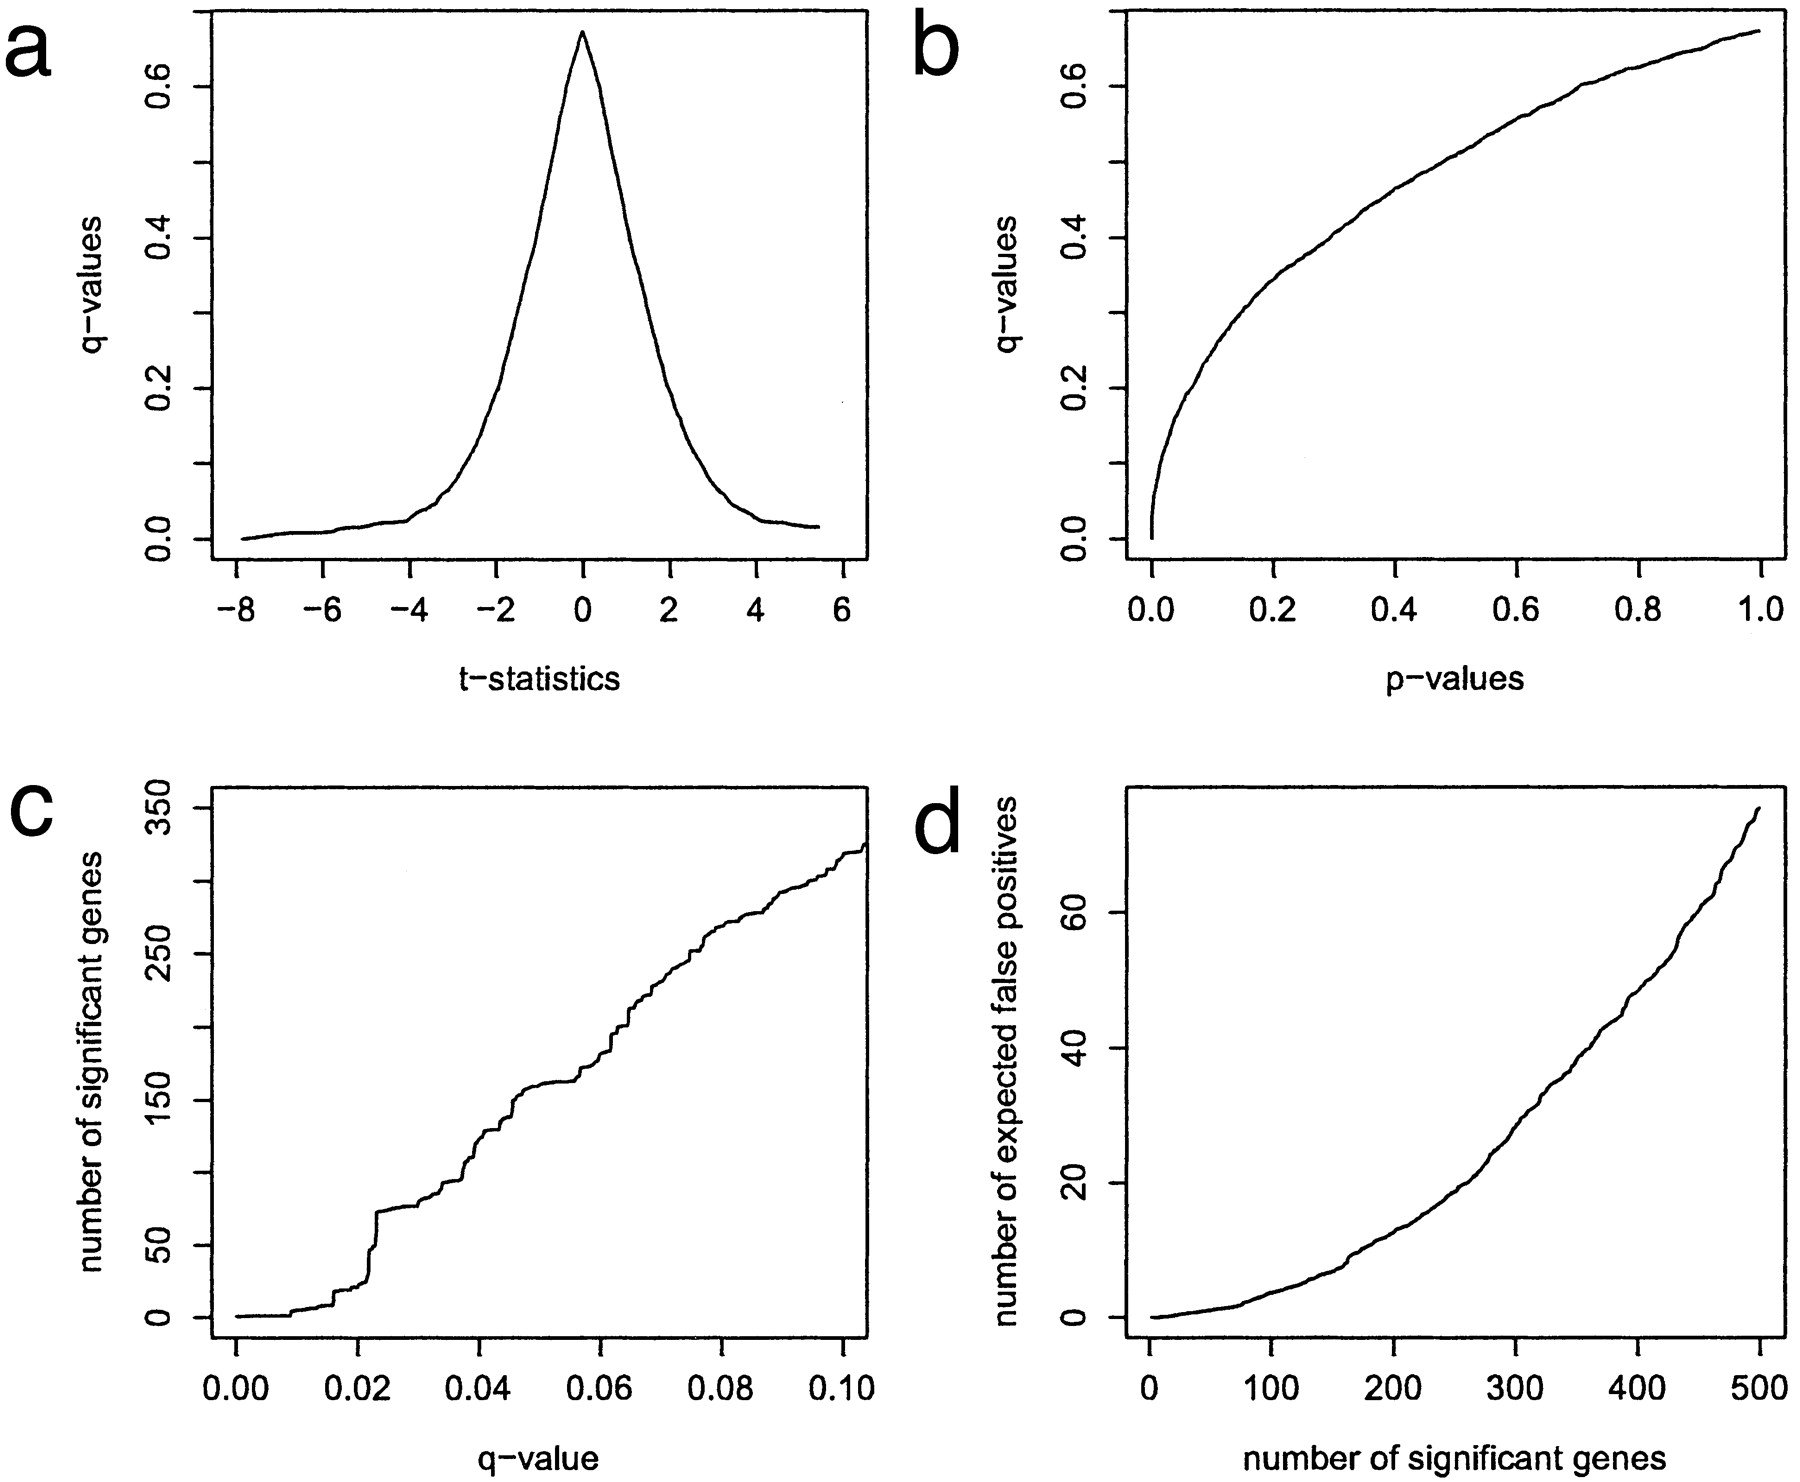 a
q−values
0.0 0.2 0.4 0.6
−8 −6 −4 −2 0 2 4 6
t−statistics
b
q−values
0.0 0.2 0.4 0.6
0.0 0.2 0.4 0.6 0.8 1.0
p−values
c
number of significant genes
0 50 150 250 350
0.00 0.02 0.04 0.06 0.08 0.10
q−value
d
number of expected false positives
0 20 40 60
0 100 200 300 400 500
number of significant genes